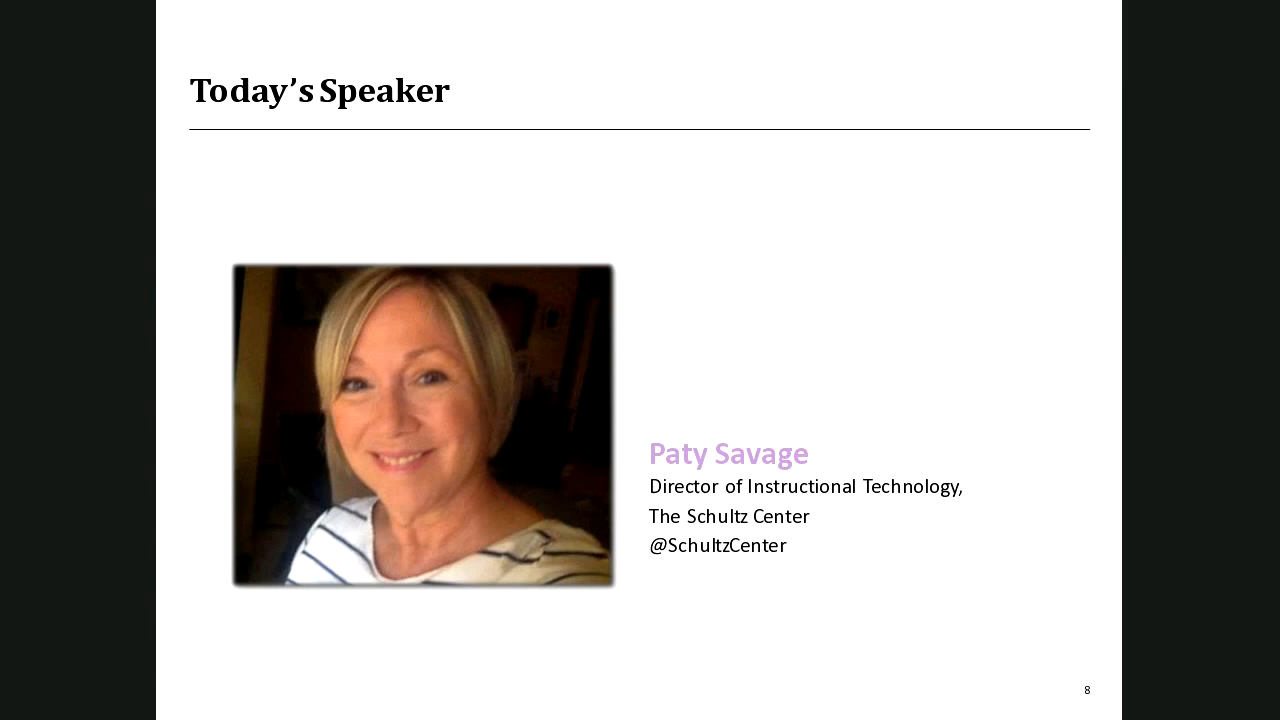 Today’s Speaker
Paty Savage
Director of Instructional Technology,
The Schultz Center
@SchultzCenter
8